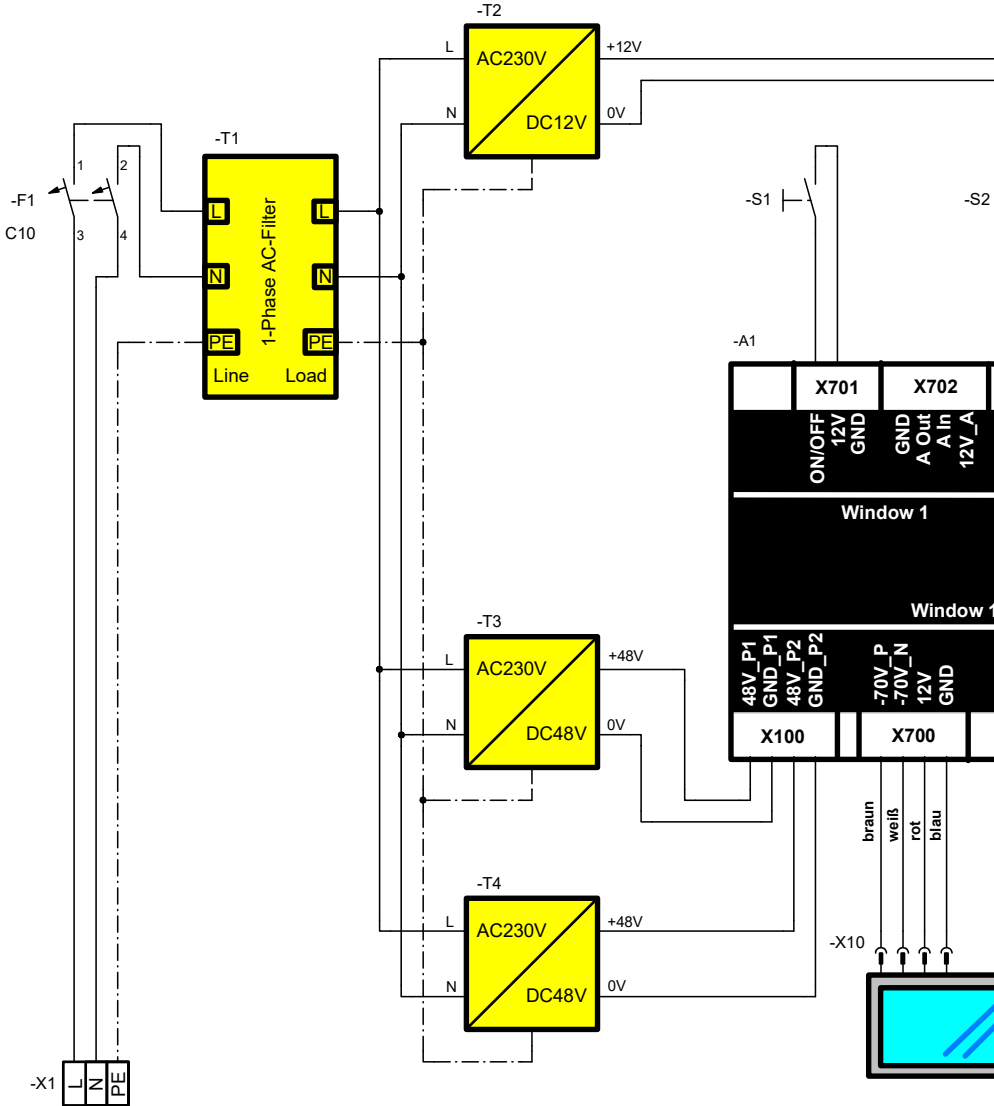 -T2
L
AC230V
+12V
N
DC12V
0V
-T1
1
2
-F1
C10
3
4
L
N
PE
1-Phase AC-Filter
L
N
PE
Line
Load
-S1
-S2
-A1
X701
X702
ON/OFF
12V
GND
GND
A Out
A In
12V_A
Window 1
Window 1
-T3
L
AC230V
+48V
N
DC48V
0V
48V_P1
GND_P1
48V_P2
GND_P2
-70V_P
-70V_N
12V
GND
X100
X700
braun
weiß
rot
blau
-T4
L
AC230V
+48V
N
DC48V
0V
-X10
-X1
L
N
PE